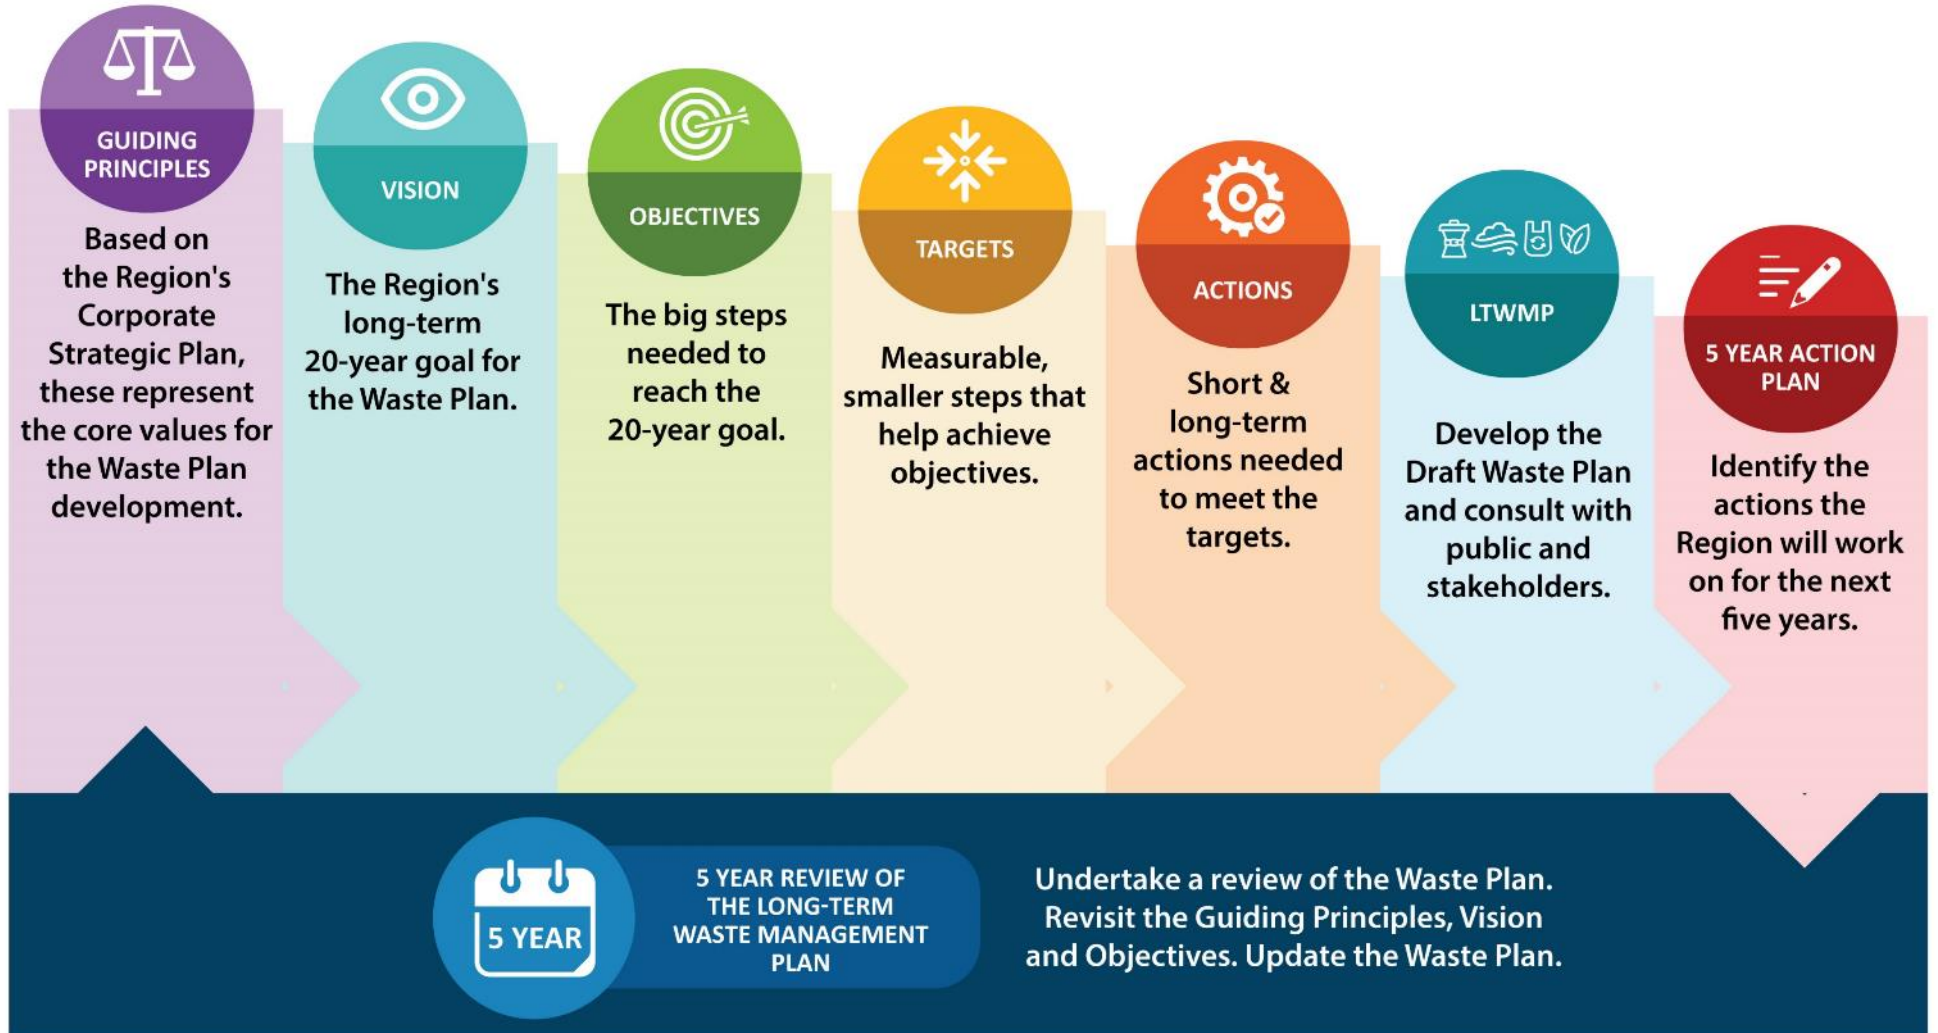 GUIDING
PRINCIPLES
Based on
the Region's
Corporate
Strategic Plan,
these represent
the core values for
the Waste Plan
development.
VISION
The Region's
long-term
20-year goal for
the Waste Plan.
OBJECTIVES
The big steps
needed to
reach the
20-year goal.
TARGETS
Measurable,
smaller steps that
help achieve
objectives.
ACTIONS
Short &
long-term
actions needed
to meet the
targets.
LTWMP
Develop the
Draft Waste Plan
and consult with
public and
stakeholders.
5 YEAR ACTION
PLAN
Identify the
actions the
Region will work
on for the next
five years.
5 YEAR
5 YEAR REVIEW OF
THE LONG-TERM
WASTE MANAGEMENT
PLAN
Undertake a review of the Waste Plan.
Revisit the Guiding Principles, Vision
and Objectives. Update the Waste Plan.